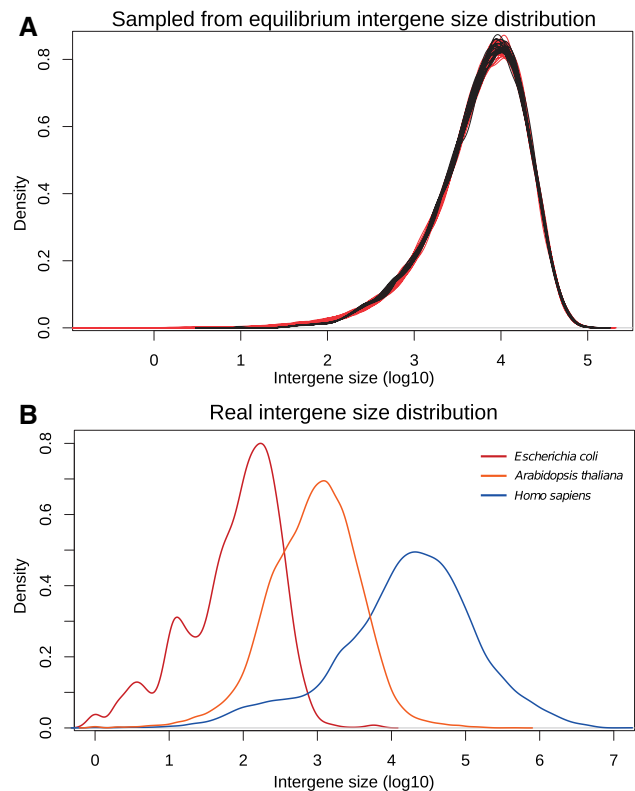 A
Sampled from equilibrium intergene size distribution
Density
0.0 0.2 0.4 0.6 0.8
0 1 2 3 4 5
Intergene size (log10)
B
Real intergene size distribution
Density
0.0 0.2 0.4 0.6 0.8
Escherichia coli
Arabidopsis thaliana
Homo sapiens
0 1 2 3 4 5 6 7
Intergene size (log10)